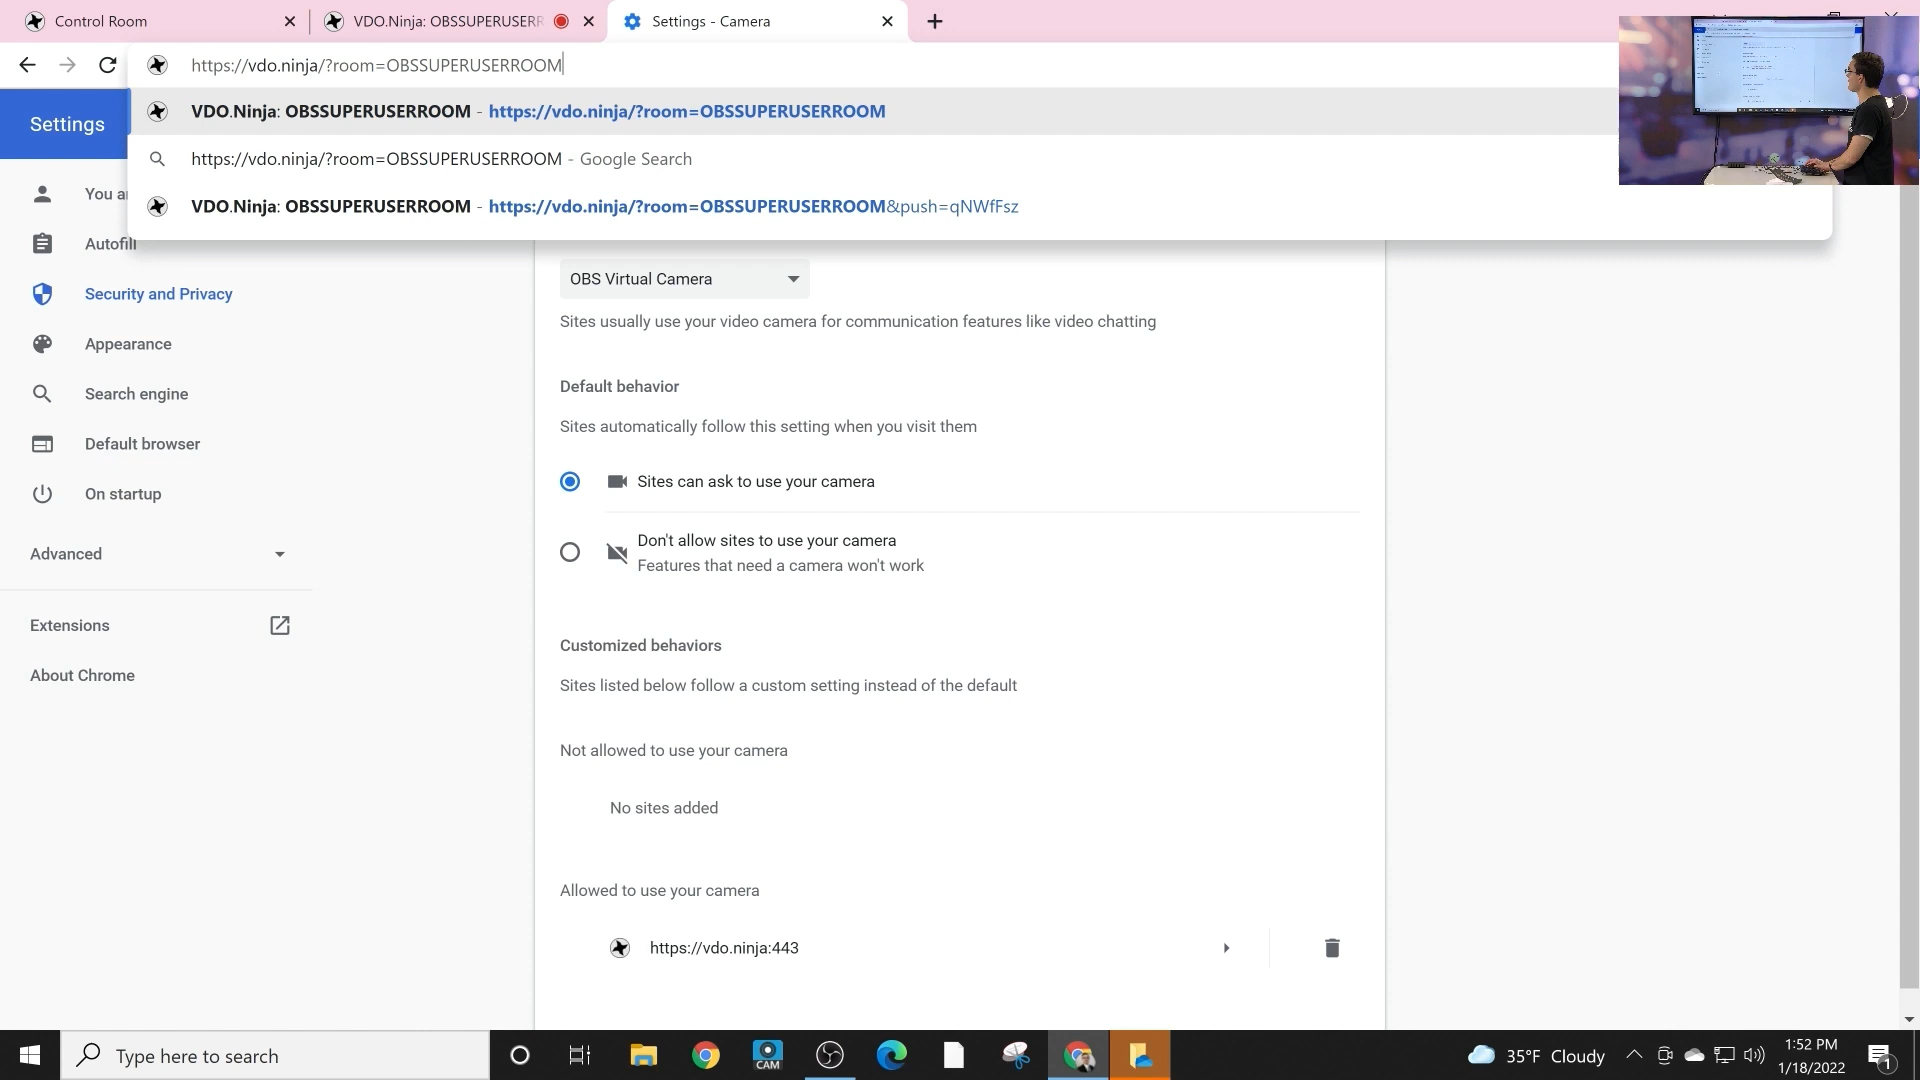 Control Room
VDO.Ninja: OBSSUPERUSERR
Settings - Camera
https://vdo.ninja/?room=OBSSUPERUSERROOM
VDO.Ninja: OBSSUPERUSERROOM - https://vdo.ninja/?room=OBSSUPERUSERROOM
https://vdo.ninja/?room=OBSSUPERUSERROOM - Google Search
VDO.Ninja: OBSSUPERUSERROOM - https://vdo.ninja/?room=OBSSUPERUSERROOM&push=qNWfFsz
Settings
You a
Autofill
Security and Privacy
Appearance
Search engine
Default browser
On startup
Advanced
Extensions
About Chrome
OBS Virtual Camera
Sites usually use your video camera for communication features like video chatting
Default behavior
Sites automatically follow this setting when you visit them
Sites can ask to use your camera
Don't allow sites to use your camera
Features that need a camera won't work
Customized behaviors
Sites listed below follow a custom setting instead of the default
Not allowed to use your camera
No sites added
Allowed to use your camera
https://vdo.ninja:443
Type here to search
CAM
35°F Cloudy
1:52 PM
1/18/2022
1